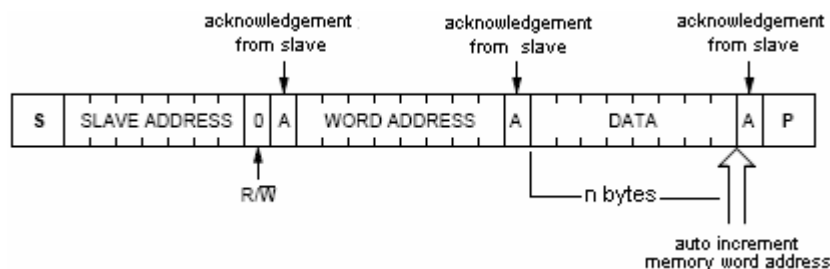 acknowledgement
from slave
acknowledgement
from slave
acknowledgement
from slave
S SLAVE ADDRESS 0 A WORD ADDRESS A DATA A P
R/W̅
n bytes
auto increment
memory word address